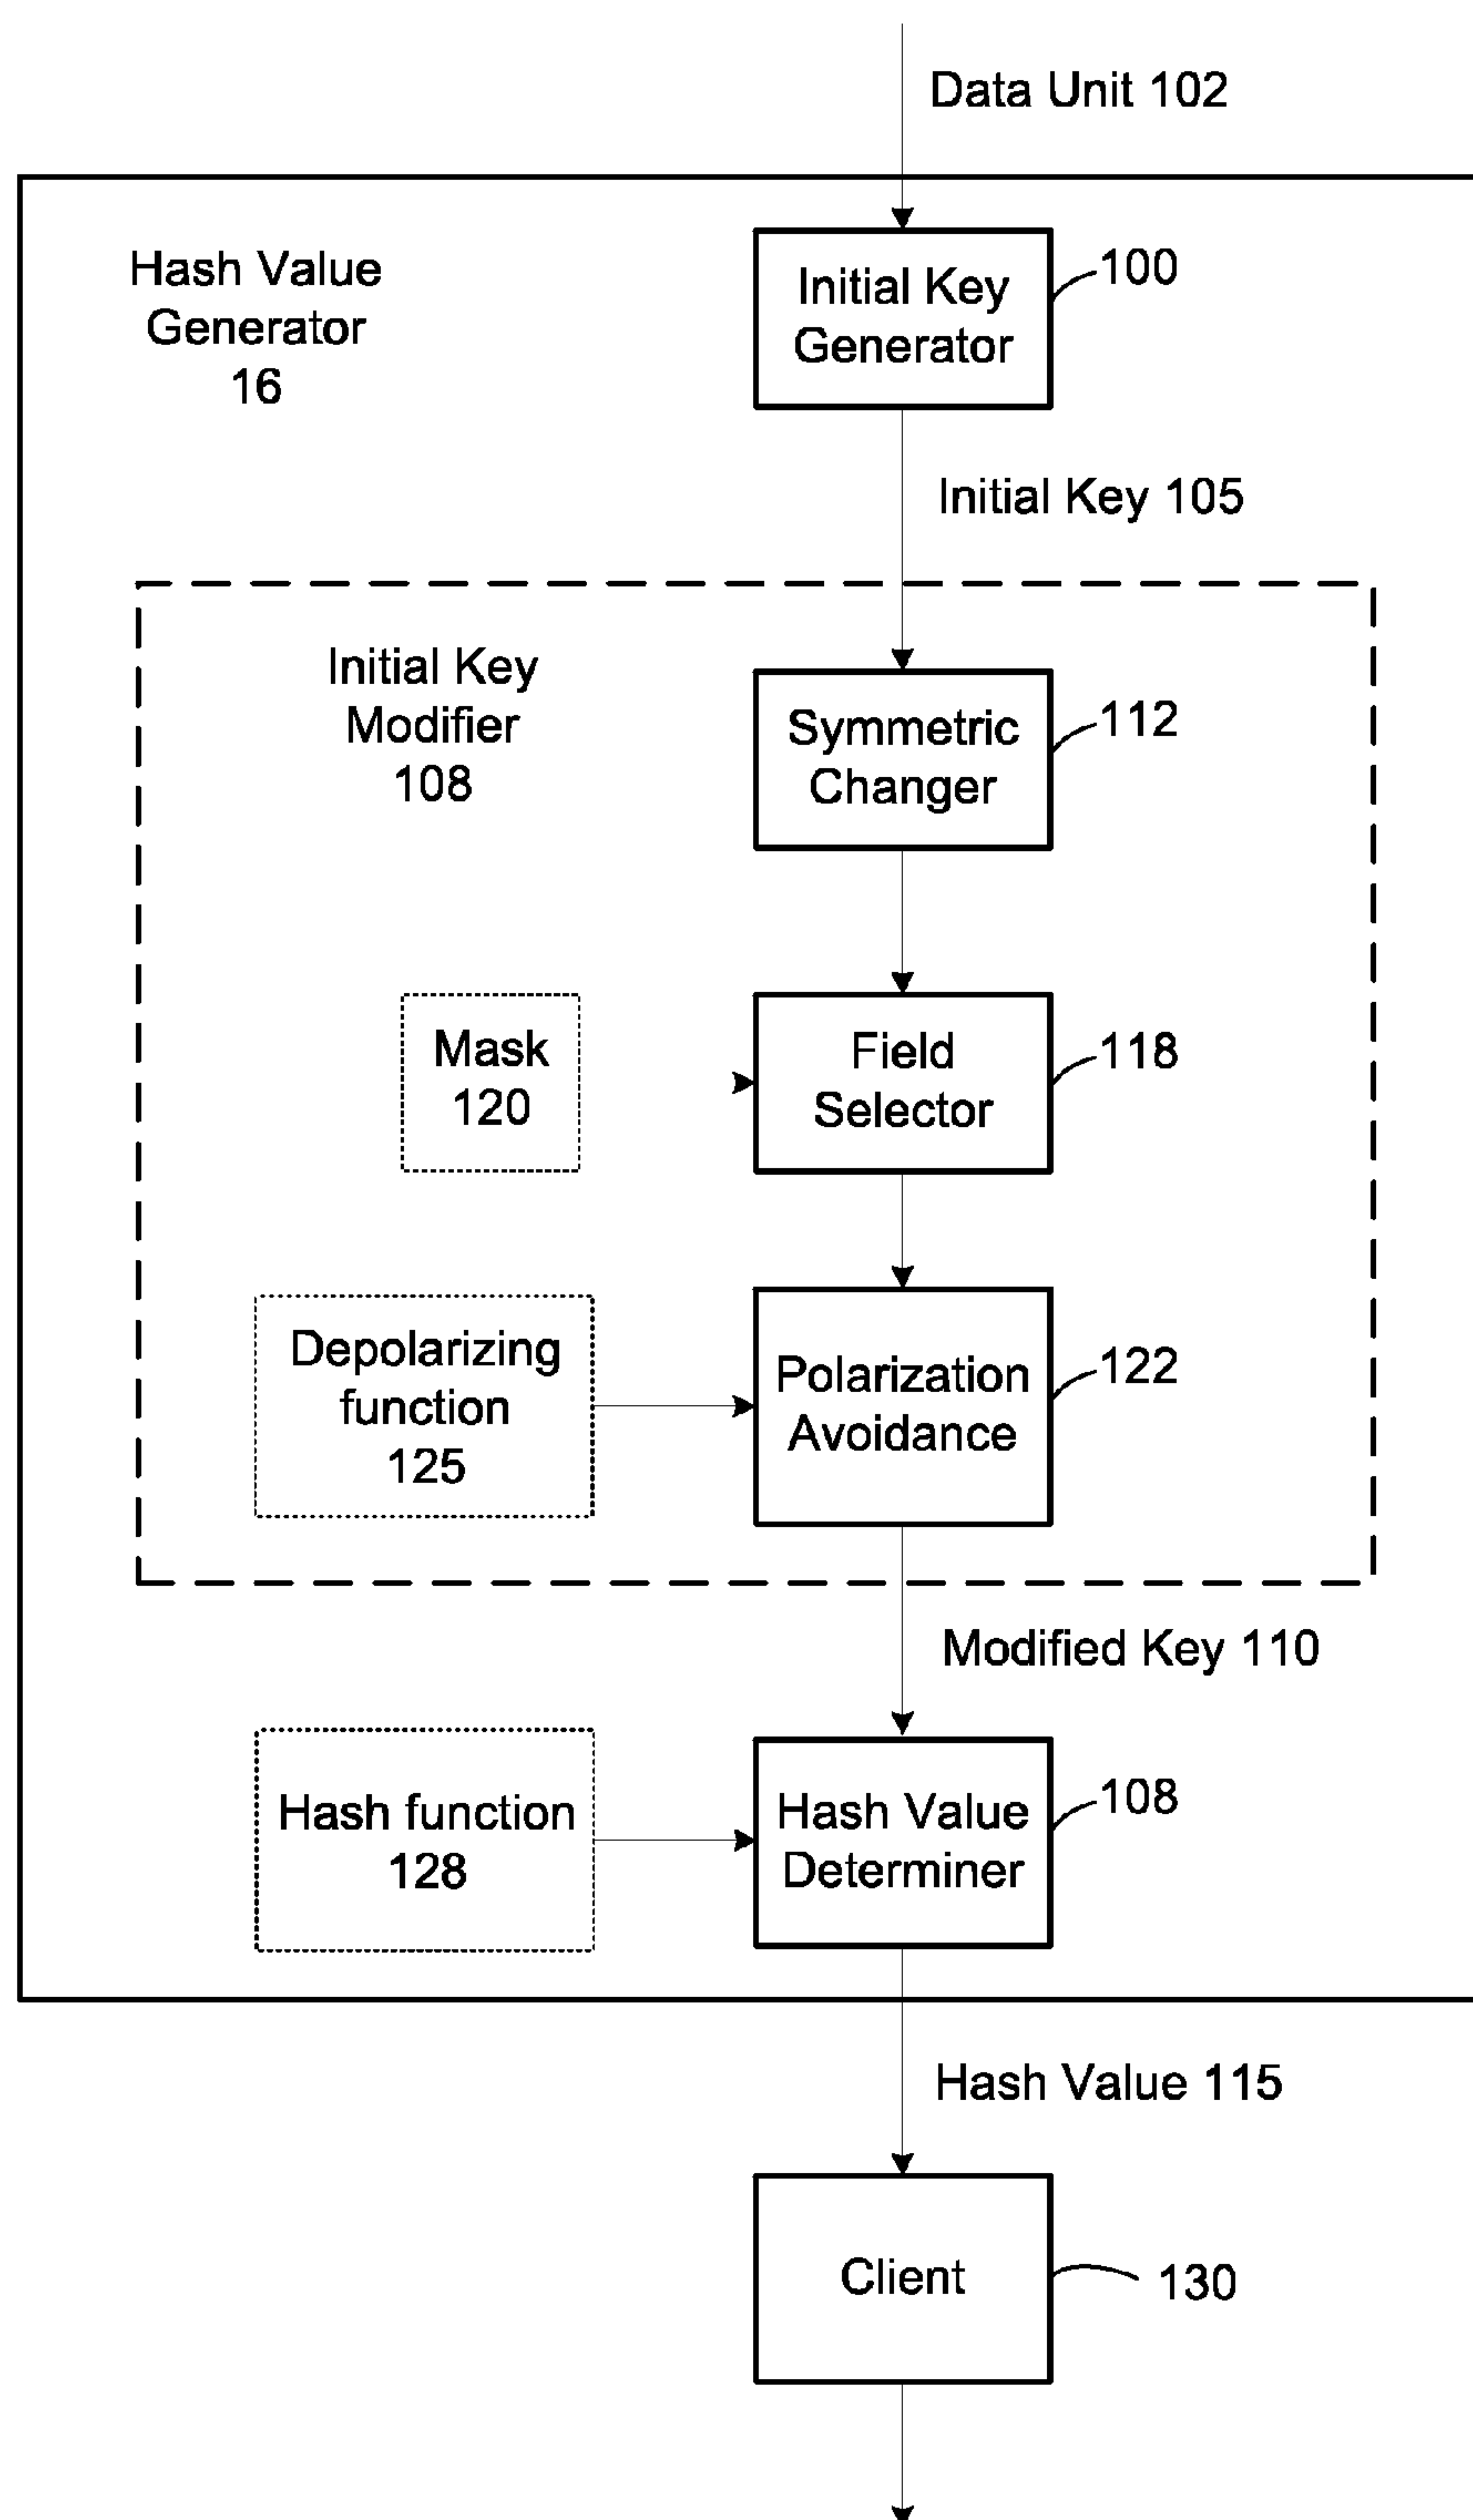 Data Unit 102
Hash Value
Generator
16
Initial Key
Generator
100
Initial Key 105
Initial Key
Modifier
108
Symmetric
Changer
112
Mask
120
Field
Selector
118
Depolarizing
function
125
Polarization
Avoidance
122
Modified Key 110
Hash function
128
Hash Value
Determiner
108
Hash Value 115
Client
130